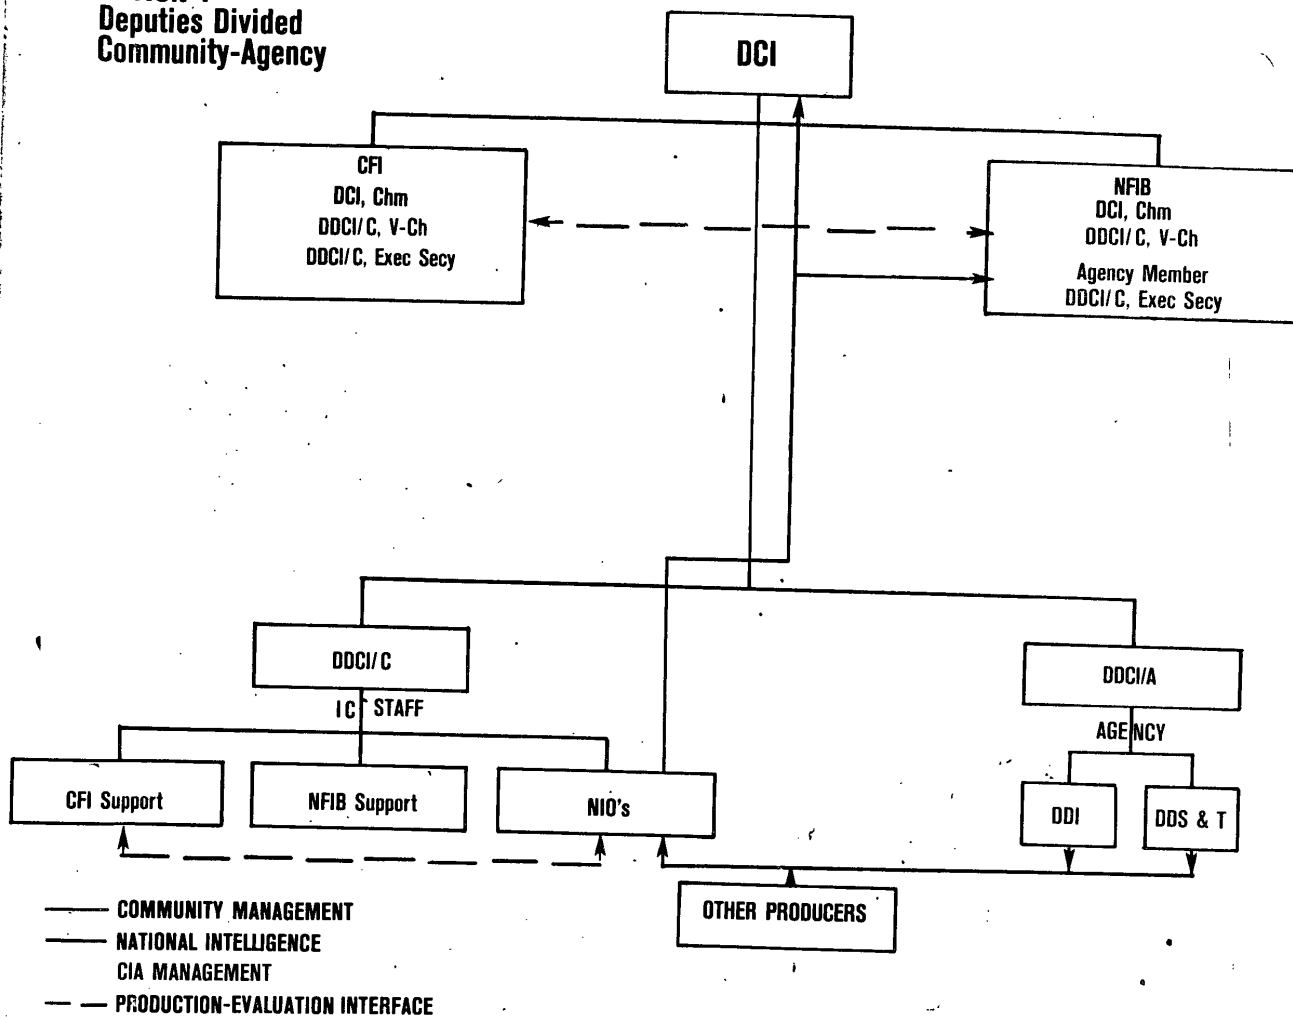 Deputies Divided
Community-Agency
DCI
CFI
DCI, Chm
DDCI/C, V-Ch
DDCI/C, Exec Secy
NFIB
DCI, Chm
DDCI/C, V-Ch
Agency Member
DDCI/C, Exec Secy
DDCI/C
IC STAFF
DDCI/A
AGENCY
CFI Support
NFIB Support
NIO's
DDI
DDS & T
OTHER PRODUCERS
COMMUNITY MANAGEMENT
NATIONAL INTELLIGENCE
CIA MANAGEMENT
PRODUCTION-EVALUATION INTERFACE